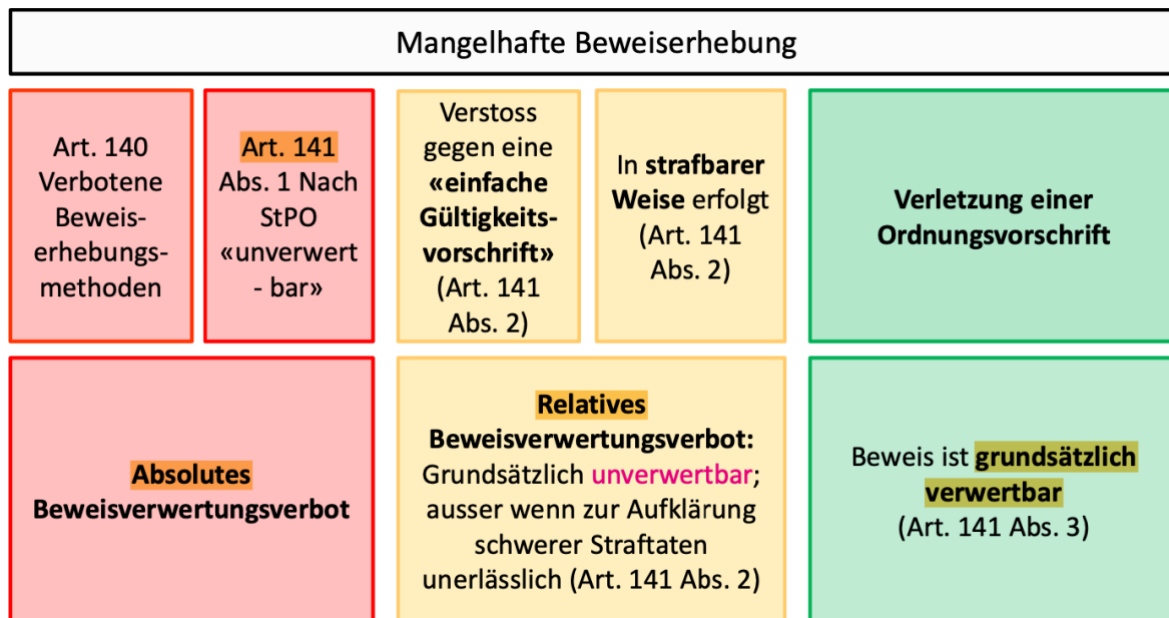 Mangelhafte Beweiserhebung
Art. 140
Verbotene
Beweis-
erhebungs-
methoden
Art. 141
Abs. 1 Nach
StPO
«unverwert
- bar»
Verstoss
gegen eine
«einfache
Gültigkeits-
vorschrift»
(Art. 141
Abs. 2)
In strafbarer
Weise erfolgt
(Art. 141
Abs. 2)
Verletzung einer
Ordnungsvorschrift
Absolutes
Beweisverwertungsverbot
Relatives
Beweisverwertungsverbot:
Grundsätzlich unverwertbar;
ausser wenn zur Aufklärung
schwerer Straftaten
unerlässlich (Art. 141 Abs. 2)
Beweis ist grundsätzlich
verwertbar
(Art. 141 Abs. 3)